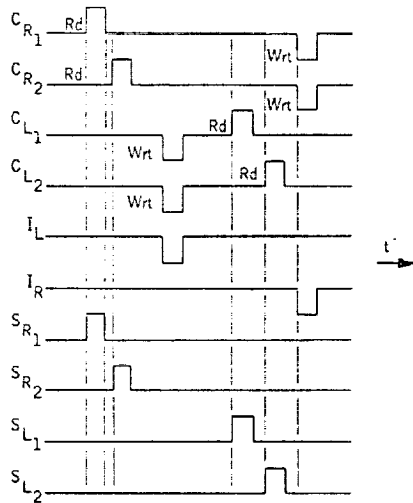 C_R1 Rd
Wrt
C_R2 Rd
Wrt
C_L1 Rd
Wrt
C_L2 Rd
Wrt
I_L
t
I_R
S_R1
S_R2
S_L1
S_L2